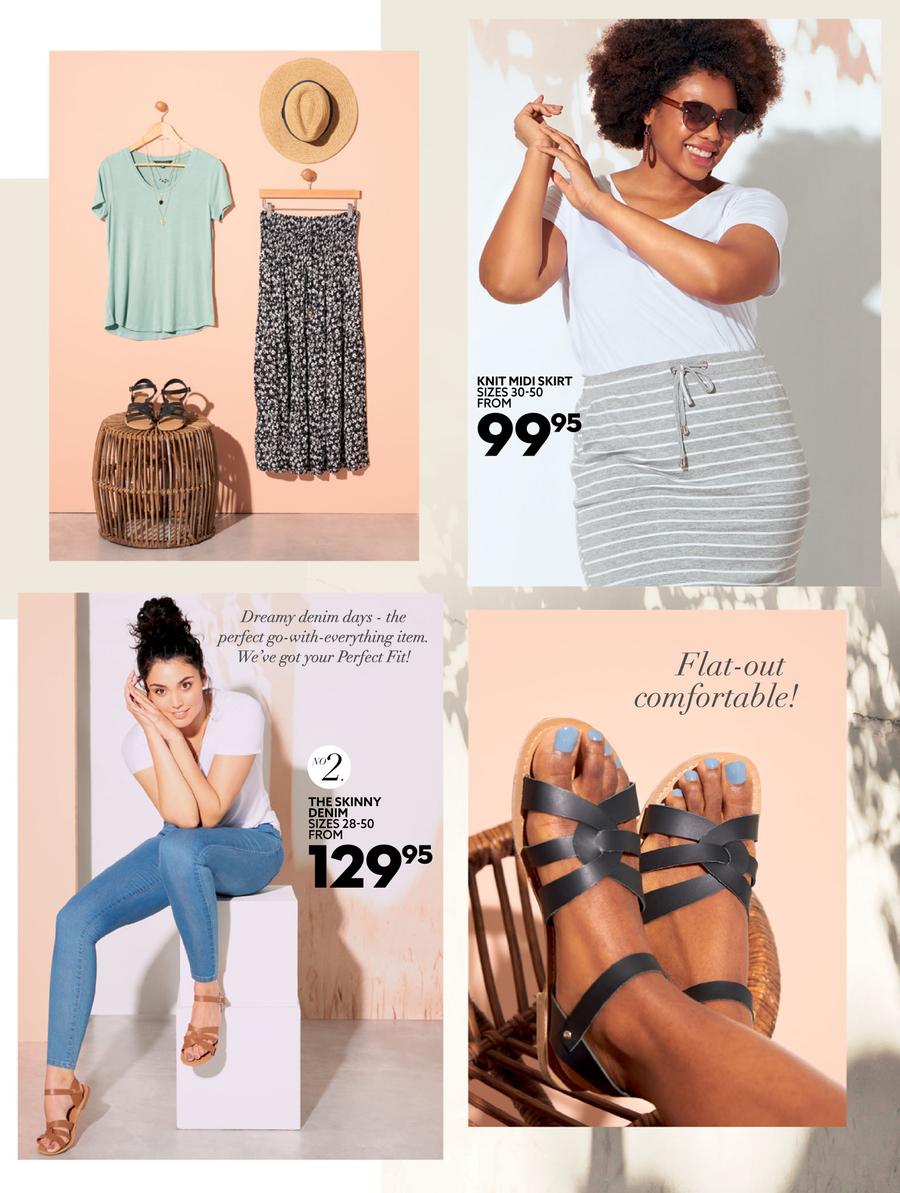 KNIT MIDI SKIRT
SIZES 30-50
FROM
99 95
Dreamy denim days - the
perfect go-with-everything item.
We've got your Perfect Fit!
NO 2.
THE SKINNY
DENIM
SIZES 28-50
FROM
129 95
Flat-out
comfortable!